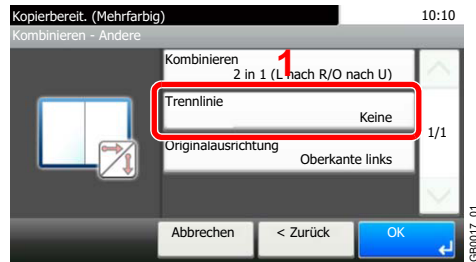 Kopierbereit. (Mehrfarbig)
10:10
Kombinieren - Andere
Kombinieren
2 in 1 (L nach R/O nach U)
1
Trennlinie
Keine
1/1
Originalausrichtung
Oberkante links
Abbrechen
< Zurück
OK
GB0017_01